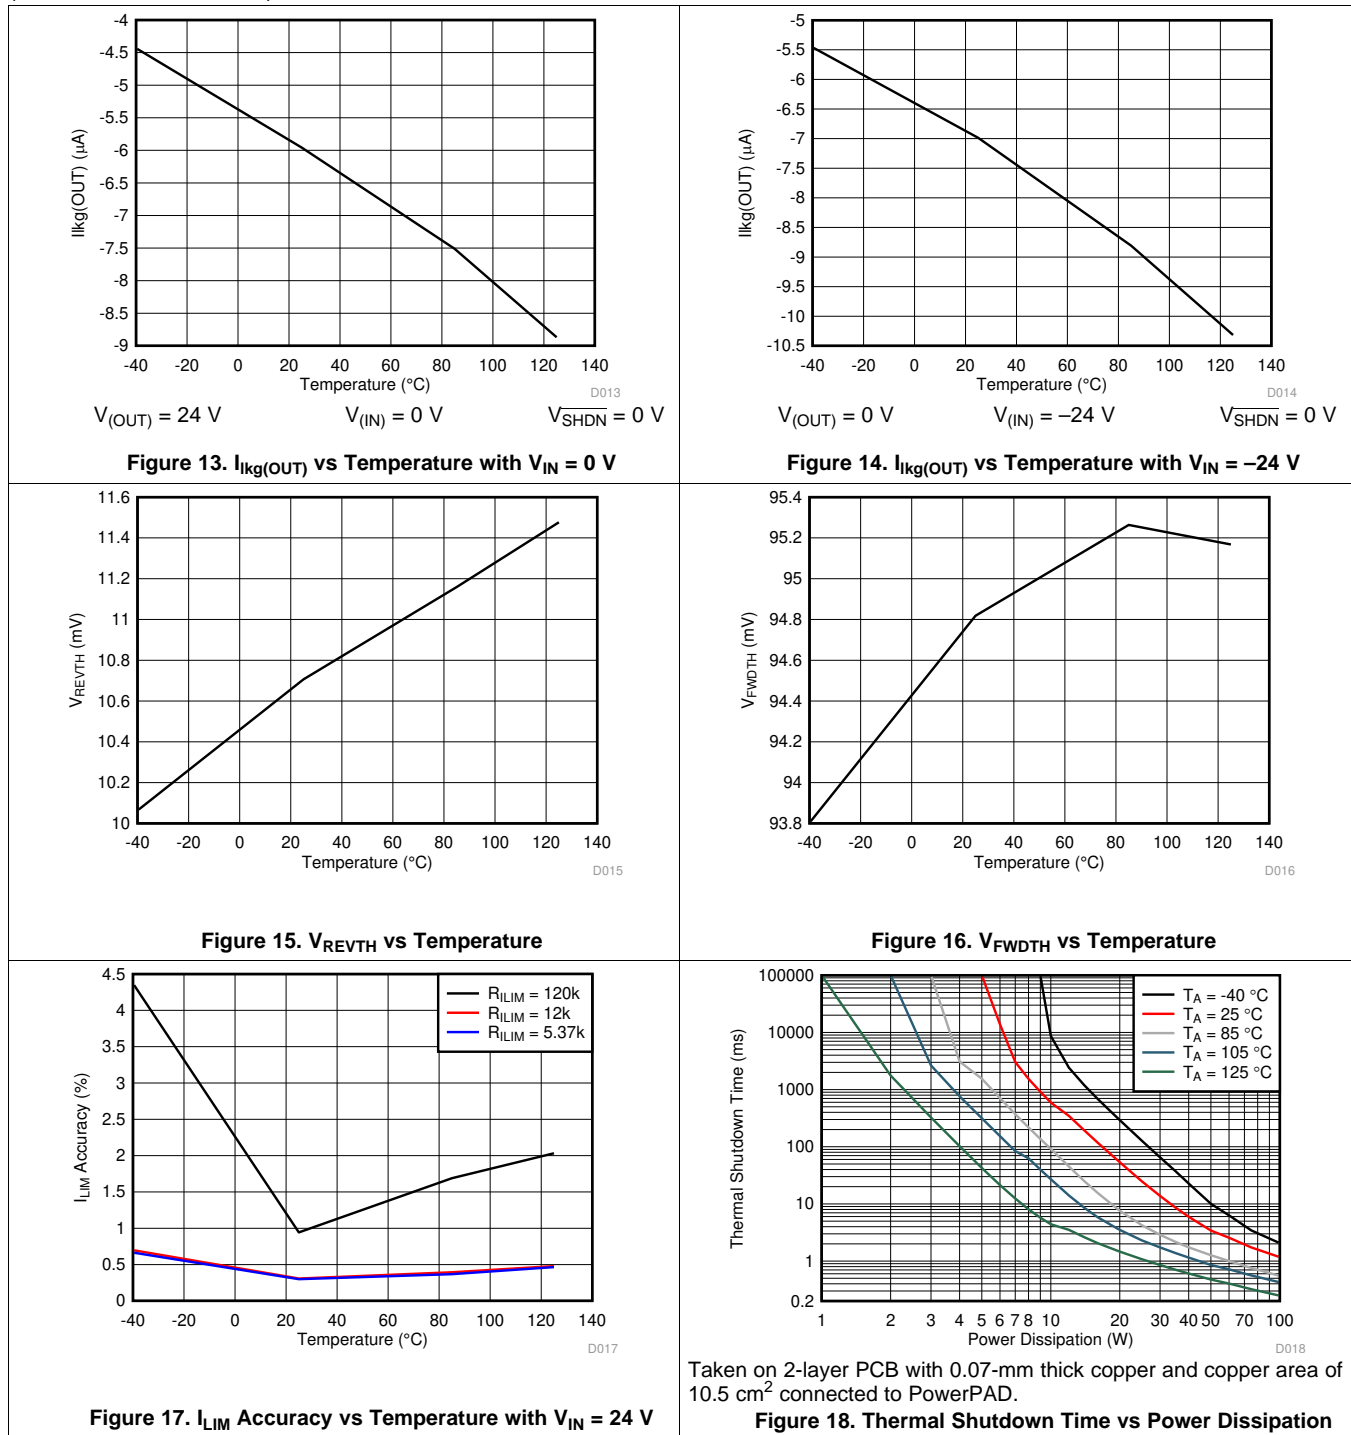 -4
-4.5
-5
-5.5
-6
-6.5
-7
-7.5
-8
-8.5
-9
Ilkg(OUT) (µA)
-40 -20 0 20 40 60 80 100 120 140
Temperature (°C)
D013
V(OUT) = 24 V V(IN) = 0 V VSHDN = 0 V
Figure 13. Ilkg(OUT) vs Temperature with VIN = 0 V
-5
-5.5
-6
-6.5
-7
-7.5
-8
-8.5
-9
-9.5
-10
-10.5
Ilkg(OUT) (µA)
-40 -20 0 20 40 60 80 100 120 140
Temperature (°C)
D014
V(OUT) = 0 V V(IN) = –24 V VSHDN = 0 V
Figure 14. Ilkg(OUT) vs Temperature with VIN = –24 V
11.6
11.4
11.2
11
10.8
10.6
10.4
10.2
10
VREVTH (mV)
-40 -20 0 20 40 60 80 100 120 140
Temperature (°C)
D015
Figure 15. VREVTH vs Temperature
95.4
95.2
95
94.8
94.6
94.4
94.2
94
93.8
VFWDTH (mV)
-40 -20 0 20 40 60 80 100 120 140
Temperature (°C)
D016
Figure 16. VFWDTH vs Temperature
4.5
4
3.5
3
2.5
2
1.5
1
0.5
0
ILIM Accuracy (%)
RILIM = 120k
RILIM = 12k
RILIM = 5.37k
-40 -20 0 20 40 60 80 100 120 140
Temperature (°C)
D017
Figure 17. ILIM Accuracy vs Temperature with VIN = 24 V
100000
10000
1000
100
10
1
0.2
Thermal Shutdown Time (ms)
TA = -40 °C
TA = 25 °C
TA = 85 °C
TA = 105 °C
TA = 125 °C
1 2 3 4 5 6 7 8 10 20 30 40 50 70 100
Power Dissipation (W)
D018
Taken on 2-layer PCB with 0.07-mm thick copper and copper area of
10.5 cm2 connected to PowerPAD.
Figure 18. Thermal Shutdown Time vs Power Dissipation